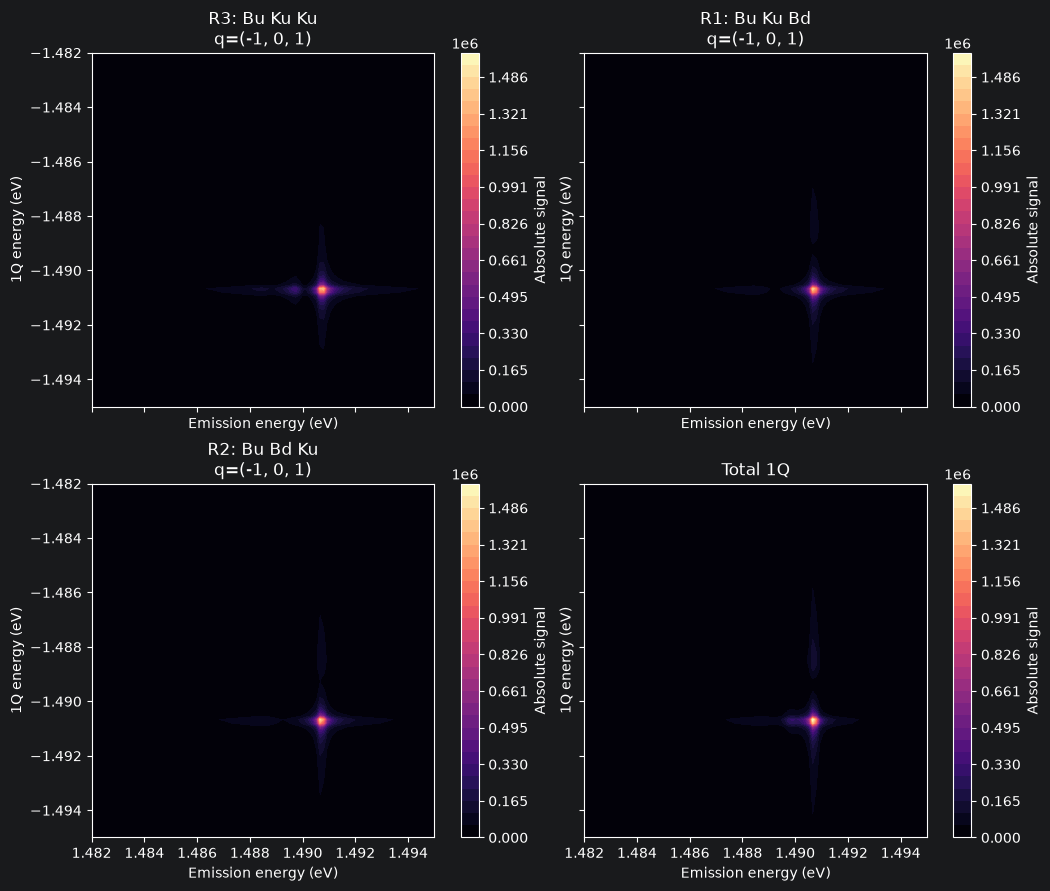 R3: Bu Ku Ku
q=(-1, 0, 1)
1e6
−1.482
−1.484
−1.486
−1.488
−1.490
−1.492
−1.494
1Q energy (eV)
Emission energy (eV)
1.486
1.321
1.156
0.991
0.826
0.661
0.495
0.330
0.165
0.000
Absolute signal
R1: Bu Ku Bd
q=(-1, 0, 1)
1e6
1Q energy (eV)
Emission energy (eV)
1.486
1.321
1.156
0.991
0.826
0.661
0.495
0.330
0.165
0.000
Absolute signal
R2: Bu Bd Ku
q=(-1, 0, 1)
1e6
−1.482
−1.484
−1.486
−1.488
−1.490
−1.492
−1.494
1Q energy (eV)
1.482 1.484 1.486 1.488 1.490 1.492 1.494
Emission energy (eV)
1.486
1.321
1.156
0.991
0.826
0.661
0.495
0.330
0.165
0.000
Absolute signal
Total 1Q
1e6
1Q energy (eV)
1.482 1.484 1.486 1.488 1.490 1.492 1.494
Emission energy (eV)
1.486
1.321
1.156
0.991
0.826
0.661
0.495
0.330
0.165
0.000
Absolute signal